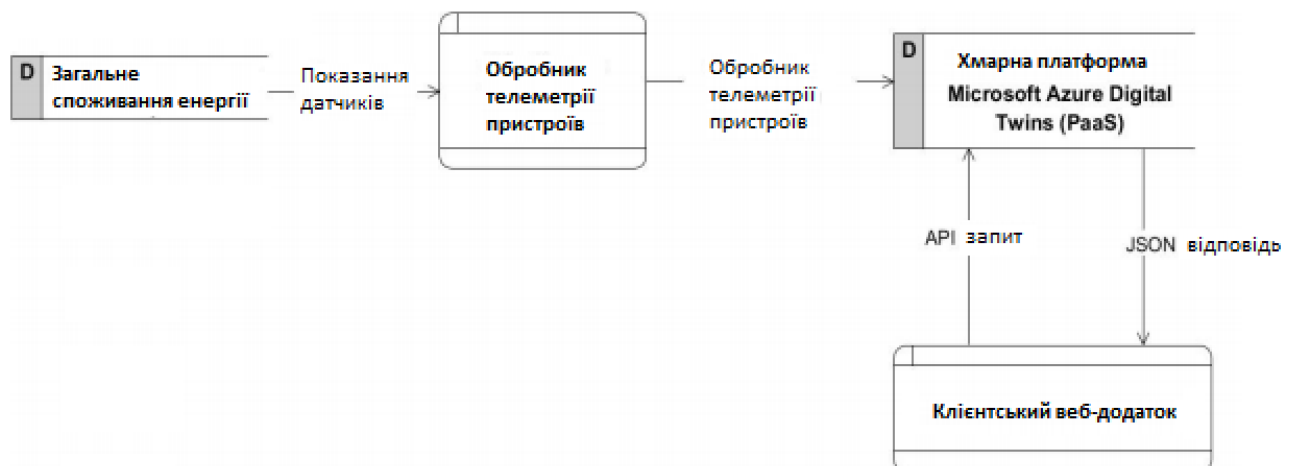 D
Загальне
споживання енергії
Показання
датчиків
Обробник
телеметрії
пристроїв
Обробник
телеметрії
пристроїв
D
Хмарна платформа
Microsoft Azure Digital
Twins (PaaS)
API запит
JSON відповідь
Клієнтський веб-додаток